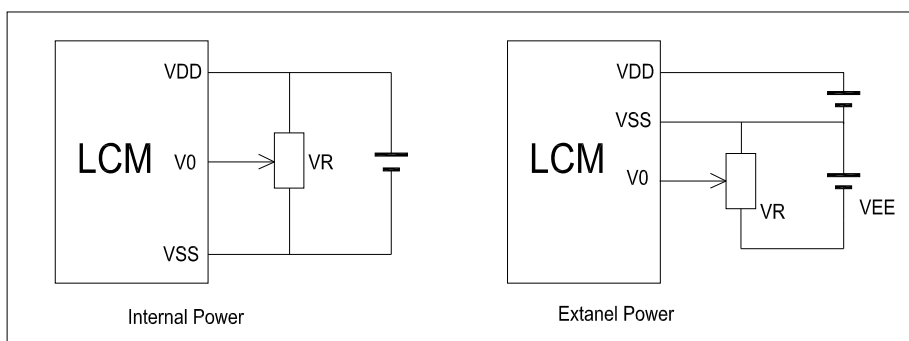 VDD
LCM
V0
VR
VSS
Internal Power
VDD
VSS
LCM
V0
VR
VEE
Extanel Power